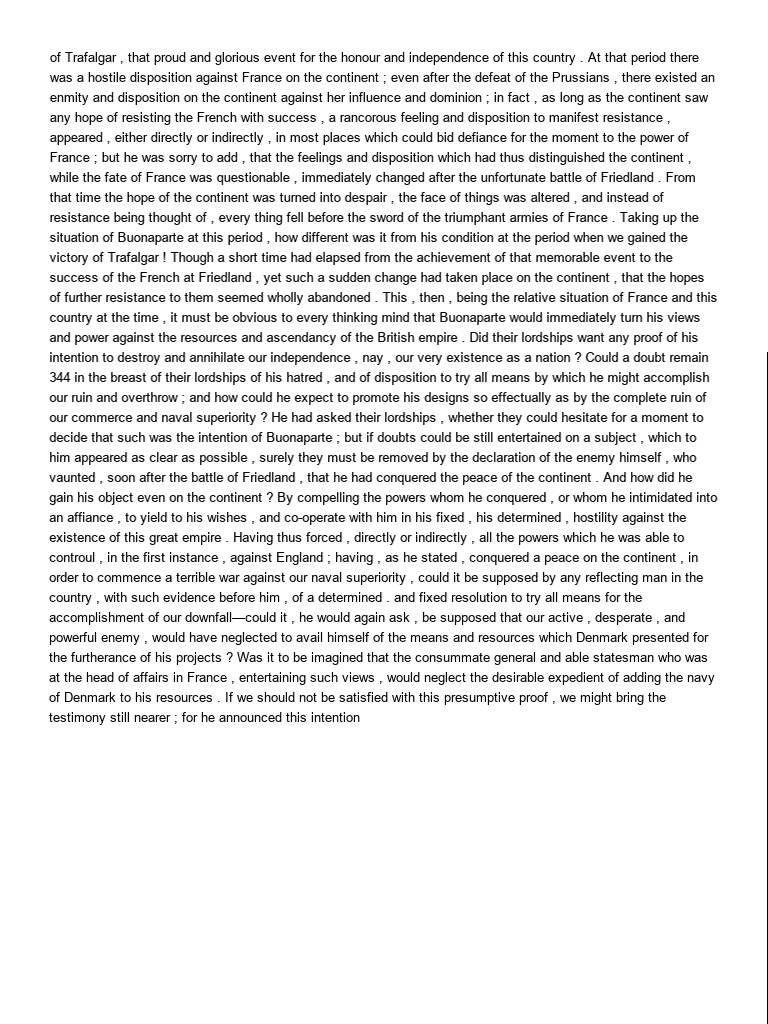 of Trafalgar , that proud and glorious event for the honour and independence of this country . At that period there
was a hostile disposition against France on the continent ; even after the defeat of the Prussians , there existed an
enmity and disposition on the continent against her influence and dominion ; in fact , as long as the continent saw
any hope of resisting the French with success , a rancorous feeling and disposition to manifest resistance ,
appeared , either directly or indirectly , in most places which could bid defiance for the moment to the power of
France ; but he was sorry to add , that the feelings and disposition which had thus distinguished the continent ,
while the fate of France was questionable , immediately changed after the unfortunate battle of Friedland . From
that time the hope of the continent was turned into despair , the face of things was altered , and instead of
resistance being thought of , every thing fell before the sword of the triumphant armies of France . Taking up the
situation of Buonaparte at this period , how different was it from his condition at the period when we gained the
victory of Trafalgar ! Though a short time had elapsed from the achievement of that memorable event to the
success of the French at Friedland , yet such a sudden change had taken place on the continent , that the hopes
of further resistance to them seemed wholly abandoned . This , then , being the relative situation of France and this
country at the time , it must be obvious to every thinking mind that Buonaparte would immediately turn his views
and power against the resources and ascendancy of the British empire . Did their lordships want any proof of his
intention to destroy and annihilate our independence , nay , our very existence as a nation ? Could a doubt remain
344 in the breast of their lordships of his hatred , and of disposition to try all means by which he might accomplish
our ruin and overthrow ; and how could he expect to promote his designs so effectually as by the complete ruin of
our commerce and naval superiority ? He had asked their lordships , whether they could hesitate for a moment to
decide that such was the intention of Buonaparte ; but if doubts could be still entertained on a subject , which to
him appeared as clear as possible , surely they must be removed by the declaration of the enemy himself , who
vaunted , soon after the battle of Friedland , that he had conquered the peace of the continent . And how did he
gain his object even on the continent ? By compelling the powers whom he conquered , or whom he intimidated into
an affiance , to yield to his wishes , and co-operate with him in his fixed , his determined , hostility against the
existence of this great empire . Having thus forced , directly or indirectly , all the powers which he was able to
controul , in the first instance , against England ; having , as he stated , conquered a peace on the continent , in
order to commence a terrible war against our naval superiority , could it be supposed by any reflecting man in the
country , with such evidence before him , of a determined . and fixed resolution to try all means for the
accomplishment of our downfall—could it , he would again ask , be supposed that our active , desperate , and
powerful enemy , would have neglected to avail himself of the means and resources which Denmark presented for
the furtherance of his projects ? Was it to be imagined that the consummate general and able statesman who was
at the head of affairs in France , entertaining such views , would neglect the desirable expedient of adding the navy
of Denmark to his resources . If we should not be satisfied with this presumptive proof , we might bring the
testimony still nearer ; for he announced this intention